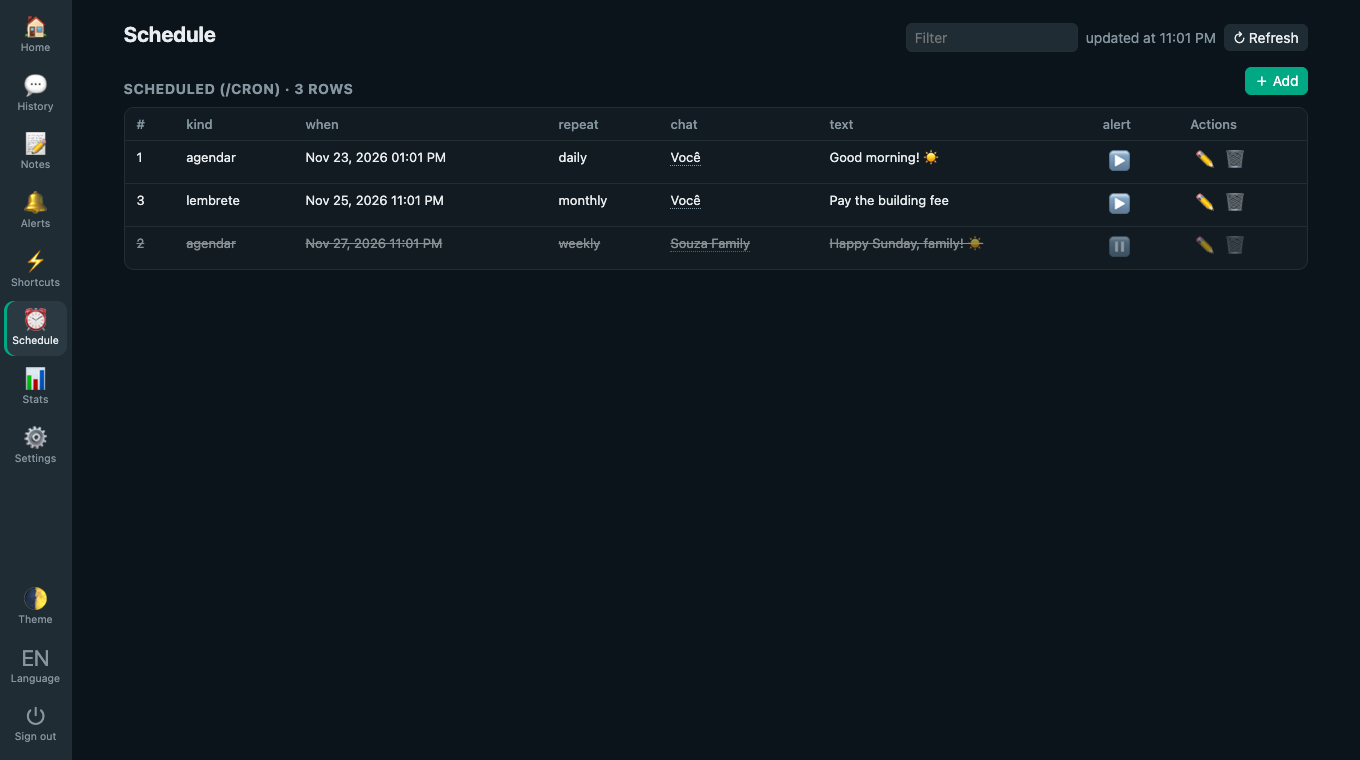 Home
History
Notes
Alerts
Shortcuts
Schedule
Stats
Settings
Theme
EN
Language
Sign out
Schedule
Filter
updated at 11:01 PM
Refresh
SCHEDULED (/CRON) · 3 ROWS
+ Add
# kind when repeat chat text alert Actions
1 agendar Nov 23, 2026 01:01 PM daily Você Good morning! ☀️
3 lembrete Nov 25, 2026 11:01 PM monthly Você Pay the building fee
2 agendar Nov 27, 2026 11:01 PM weekly Souza Family Happy Sunday, family! ☀️